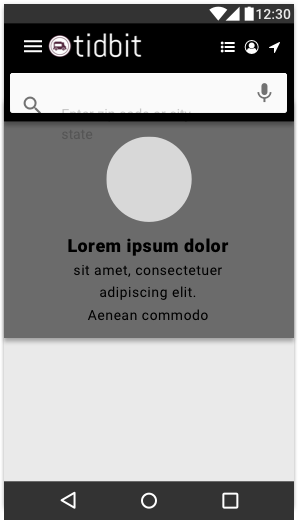 12:30
tidbit
Enter zip code or city,
state
Lorem ipsum dolor
sit amet, consectetuer
adipiscing elit.
Aenean commodo